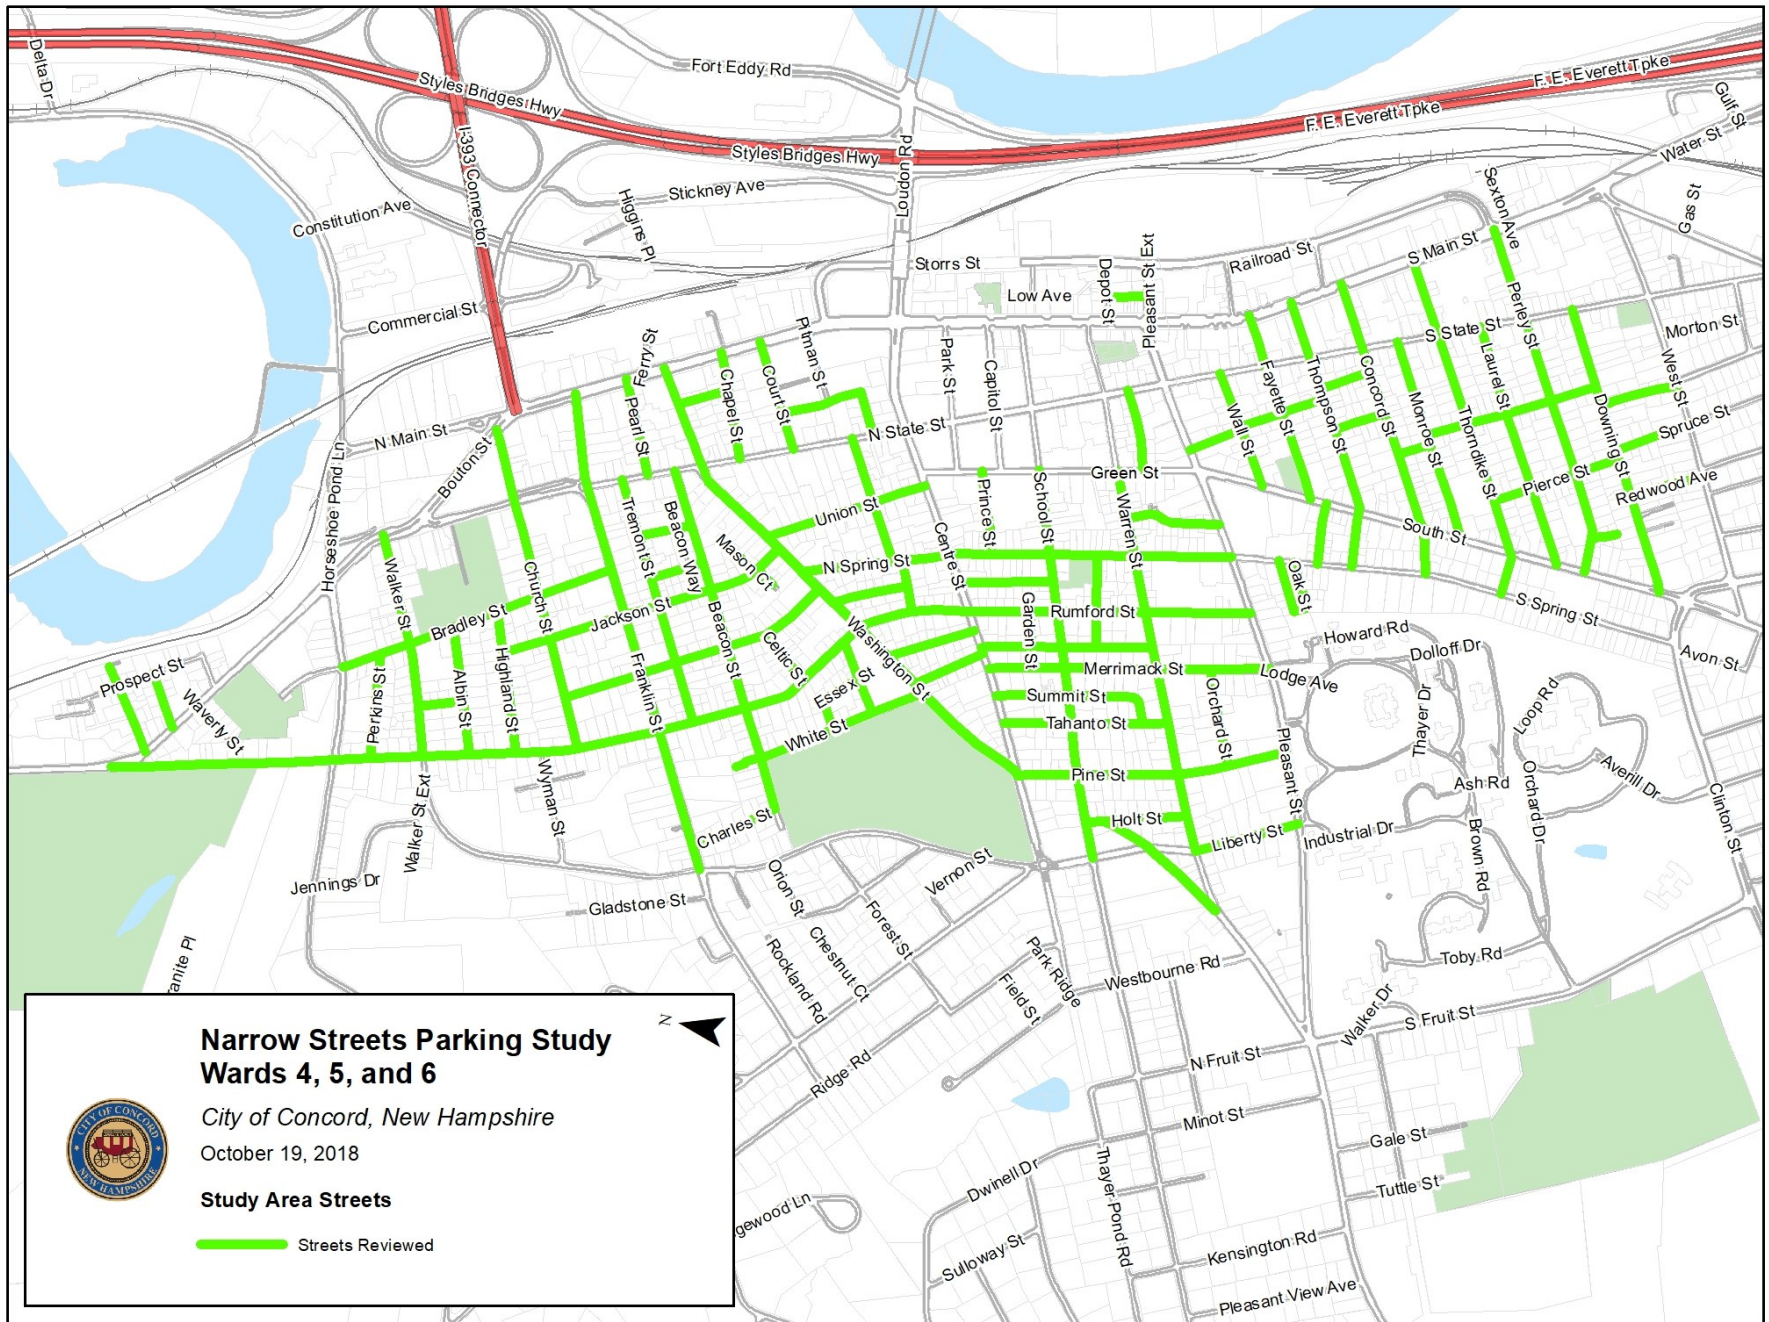 Delta Dr
Fort Eddy Rd
Styles Bridges Hwy
F. E. Everett Tpke
F. E. Everett Tpke
Gulf St
Water St
Styles Bridges Hwy
I-393 Connector
Loudon Rd
Stickney Ave
Higgins Pl
Constitution Ave
Sexton Ave
Gas St
S Main St
Railroad St
Pleasant St Ext
Storrs St
Depot St
Low Ave
Commercial St
Perley St
S State St
Morton St
Pitman St
Ferry St
Park St
Capitol St
Laurel St
West St
Court St
Chapel St
Pearl St
Fayette St
Thompson St
Concord St
Monroe St
Wall St
Thorndike St
Downing St
Spruce St
N Main St
N State St
Bouton St
Horseshoe Pond Ln
Green St
Pierce St
Redwood Ave
Prince St
School St
Warren St
Union St
South St
Tremont St
Beacon Way
Mason Ct
N Spring St
Centre St
Walker St
Church St
Oak St
S Spring St
Bradley St
Jackson St
Beacon St
Celtic St
Washington St
Garden St
Rumford St
Howard Rd
Dolloff Dr
Avon St
Prospect St
Waverly St
Perkins St
Albin St
Highland St
Franklin St
Essex St
White St
Merrimack St
Lodge Ave
Summit St
Tahanto St
Orchard St
Pleasant St
Thayer Dr
Loop Rd
Pine St
Ash Rd
Averill Dr
Orchard Dr
Clinton St
Walker St Ext
Wyman St
Charles St
Holt St
Liberty St
Industrial Dr
Brown Rd
Jennings Dr
Gladstone St
Orion St
Vernon St
Forest St
Chestnut Ct
Rockland Rd
Park Ridge
Field St
Westbourne Rd
Toby Rd
Walker Dr
S Fruit St
N Fruit St
Ridge Rd
Minot St
Gale St
Tuttle St
Dwinell Dr
Thayer Pond Rd
Sulloway St
Kensington Rd
Pleasant View Ave
gewood Ln
ranite Pl
N
Narrow Streets Parking Study
Wards 4, 5, and 6
City of Concord, New Hampshire
October 19, 2018
Study Area Streets
Streets Reviewed
CITY OF CONCORD
NEW HAMPSHIRE